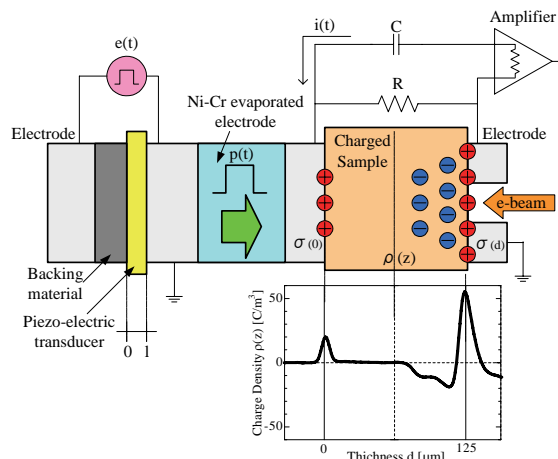 e(t)
i(t)
C
Amplifier
R
Ni-Cr evaporated
electrode
Electrode
p(t)
Charged
Sample
Electrode
e-beam
σ(0)
ρ(z)
σ(d)
Backing
material
Piezo-electric
transducer
0 1
Charge Density ρ(z) [C/m³]
50
0
-50
0
125
Thichness d [μm]